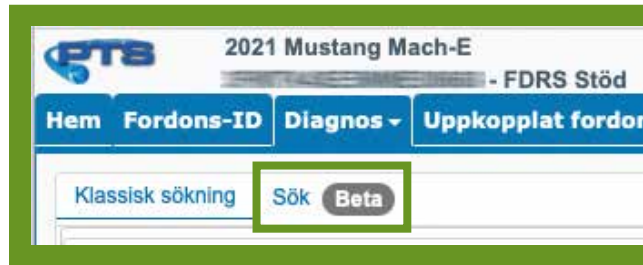 PTS 2021 Mustang Mach-E
- FDRS Stöd
Hem Fordons-ID Diagnos Uppkopplat fordon
Klassisk sökning Sök Beta